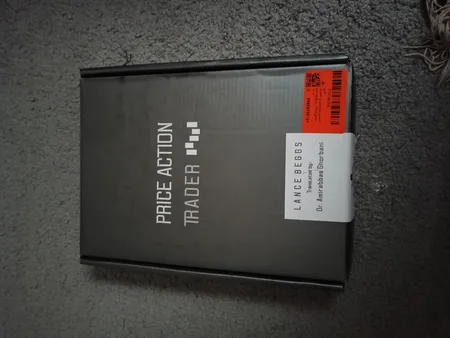 PRICE ACTION
TRADER
LANCE BEGGS
Translated by:
Dr. Amirabbas Ghorbani